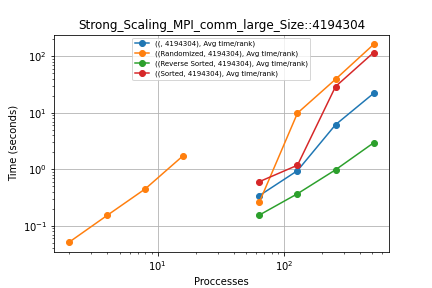 Strong_Scaling_MPI_comm_large_Size::4194304
((, 4194304), Avg time/rank)
((Randomized, 4194304), Avg time/rank)
((Reverse Sorted, 4194304), Avg time/rank)
((Sorted, 4194304), Avg time/rank)
Time (seconds)
10²
10¹
10⁰
10⁻¹
10¹ 10²
Proccesses